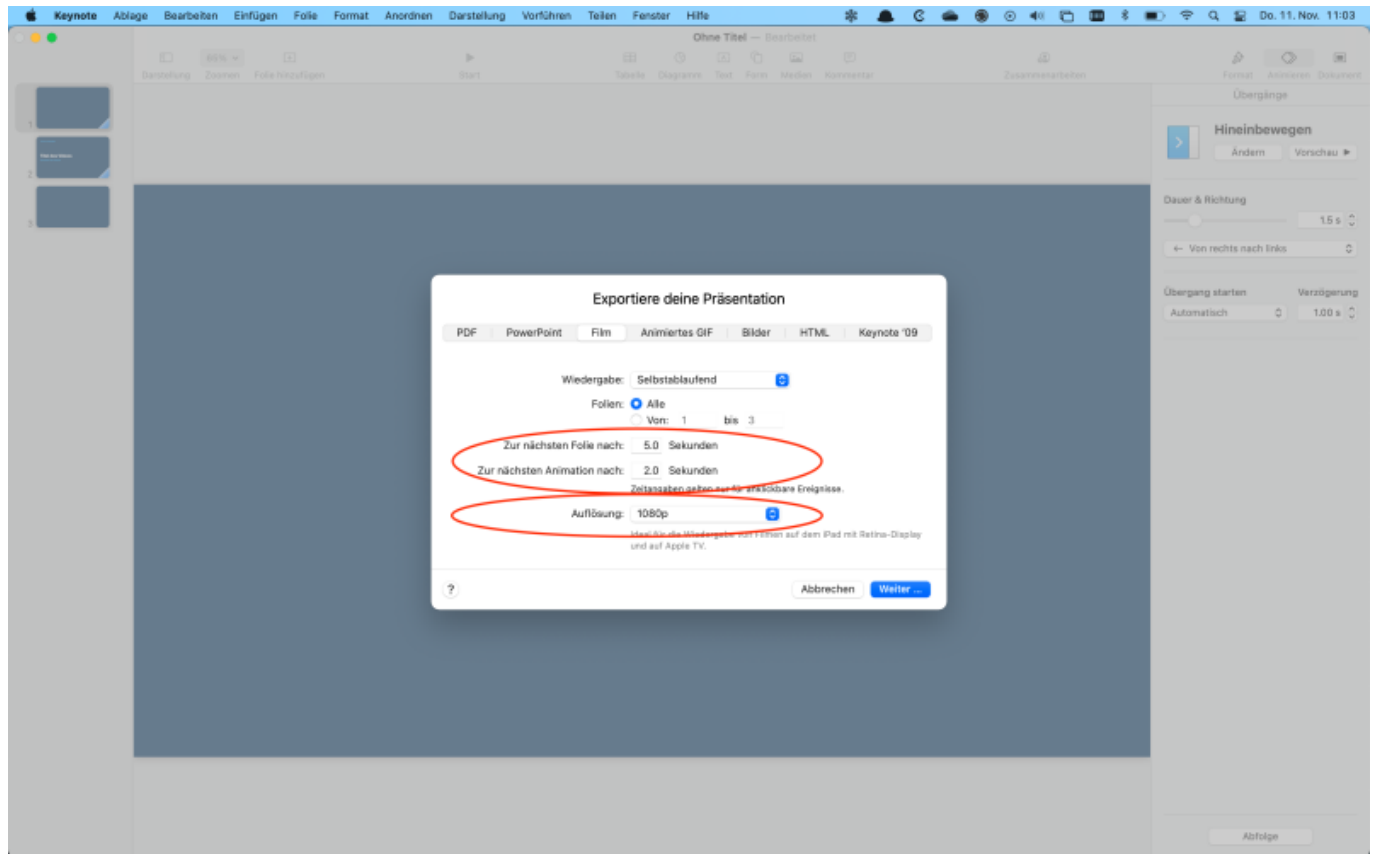 Keynote Ablage Bearbeiten Einfügen Folie Format Anordnen Darstellung Vorführen Teilen Fenster Hilfe Do. 11. Nov. 11:03
Ohne Titel — Bearbeitet
Darstellung Zoomen Folie hinzufügen Start Tabelle Diagramm Text Form Medien Kommentar Zusammenarbeiten Format Animieren Dokument
Übergänge
1
Hineinbewegen
Ändern Vorschau
2
Dauer & Richtung
3
1.5 s
Von rechts nach links
Übergang starten Verzögerung
Automatisch 1.00 s
Exportiere deine Präsentation
PDF PowerPoint Film Animiertes GIF Bilder HTML Keynote '09
Wiedergabe: Selbstablaufend
Folien: Alle
Von: 1 bis 3
Zur nächsten Folie nach: 5.0 Sekunden
Zur nächsten Animation nach: 2.0 Sekunden
Zeitangaben gelten nur für anklickbare Ereignisse.
Auflösung: 1080p
Ideal für die Wiedergabe von Filmen auf dem iPad mit Retina-Display
und auf Apple TV.
? Abbrechen Weiter ...
Abfolge